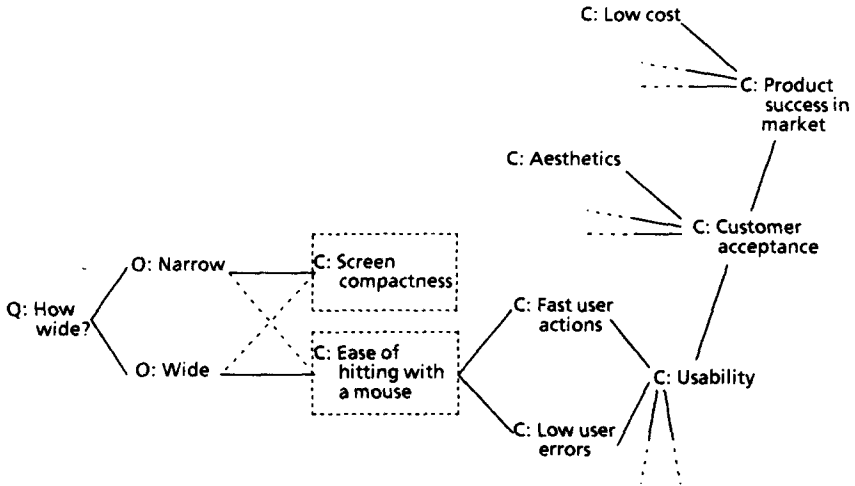 C: Low cost
C: Product
success in
market
C: Aesthetics
C: Customer
acceptance
O: Narrow
C: Screen
compactness
Q: How
wide?
C: Fast user
actions
O: Wide
C: Ease of
hitting with
a mouse
C: Usability
C: Low user
errors